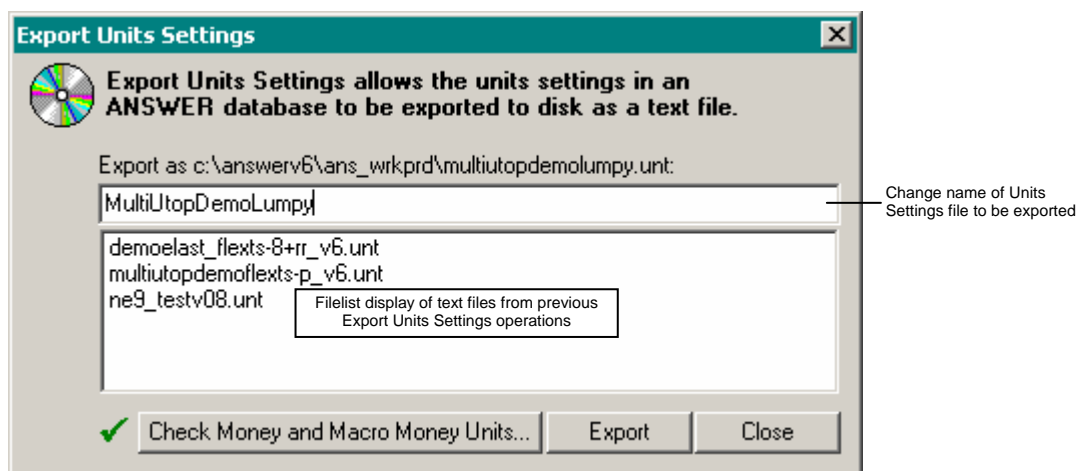 Export Units Settings
Export Units Settings allows the units settings in an
ANSWER database to be exported to disk as a text file.
Export as c:\answerv6\ans_wrkprd\multiutopdemolumpy.unt:
MultiUtopDemoLumpy
Change name of Units
Settings file to be exported
demoelast_flexts-8+rr_v6.unt
multiutopdemoflexts-p_v6.unt
ne9_testv08.unt
Filelist display of text files from previous
Export Units Settings operations
Check Money and Macro Money Units...
Export
Close